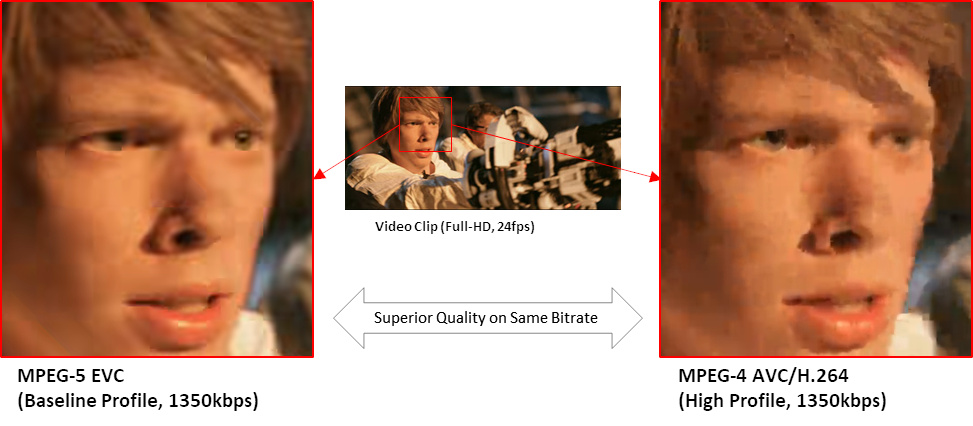 Video Clip (Full-HD, 24fps)
Superior Quality on Same Bitrate
MPEG-5 EVC
(Baseline Profile, 1350kbps)
MPEG-4 AVC/H.264
(High Profile, 1350kbps)